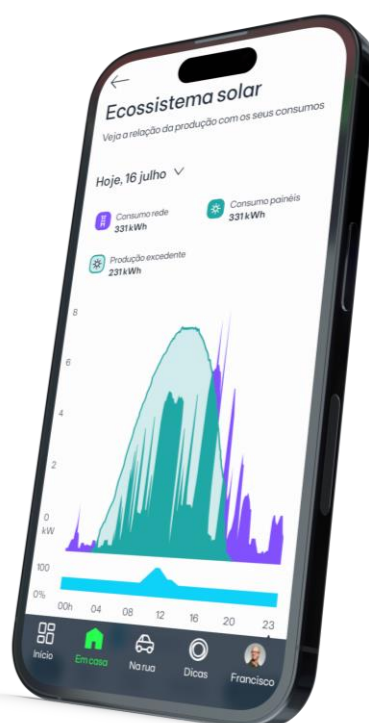 Ecossistema solar
Veja a relação da produção com os seus consumos
Hoje, 16 julho
Consumo rede
331 kWh
Consumo painéis
331 kWh
Produção excedente
231 kWh
8
6
4
2
0
kW
100
0%
00h 04 08 12 16 20 23
Início Em casa Na rua Dicas Francisco